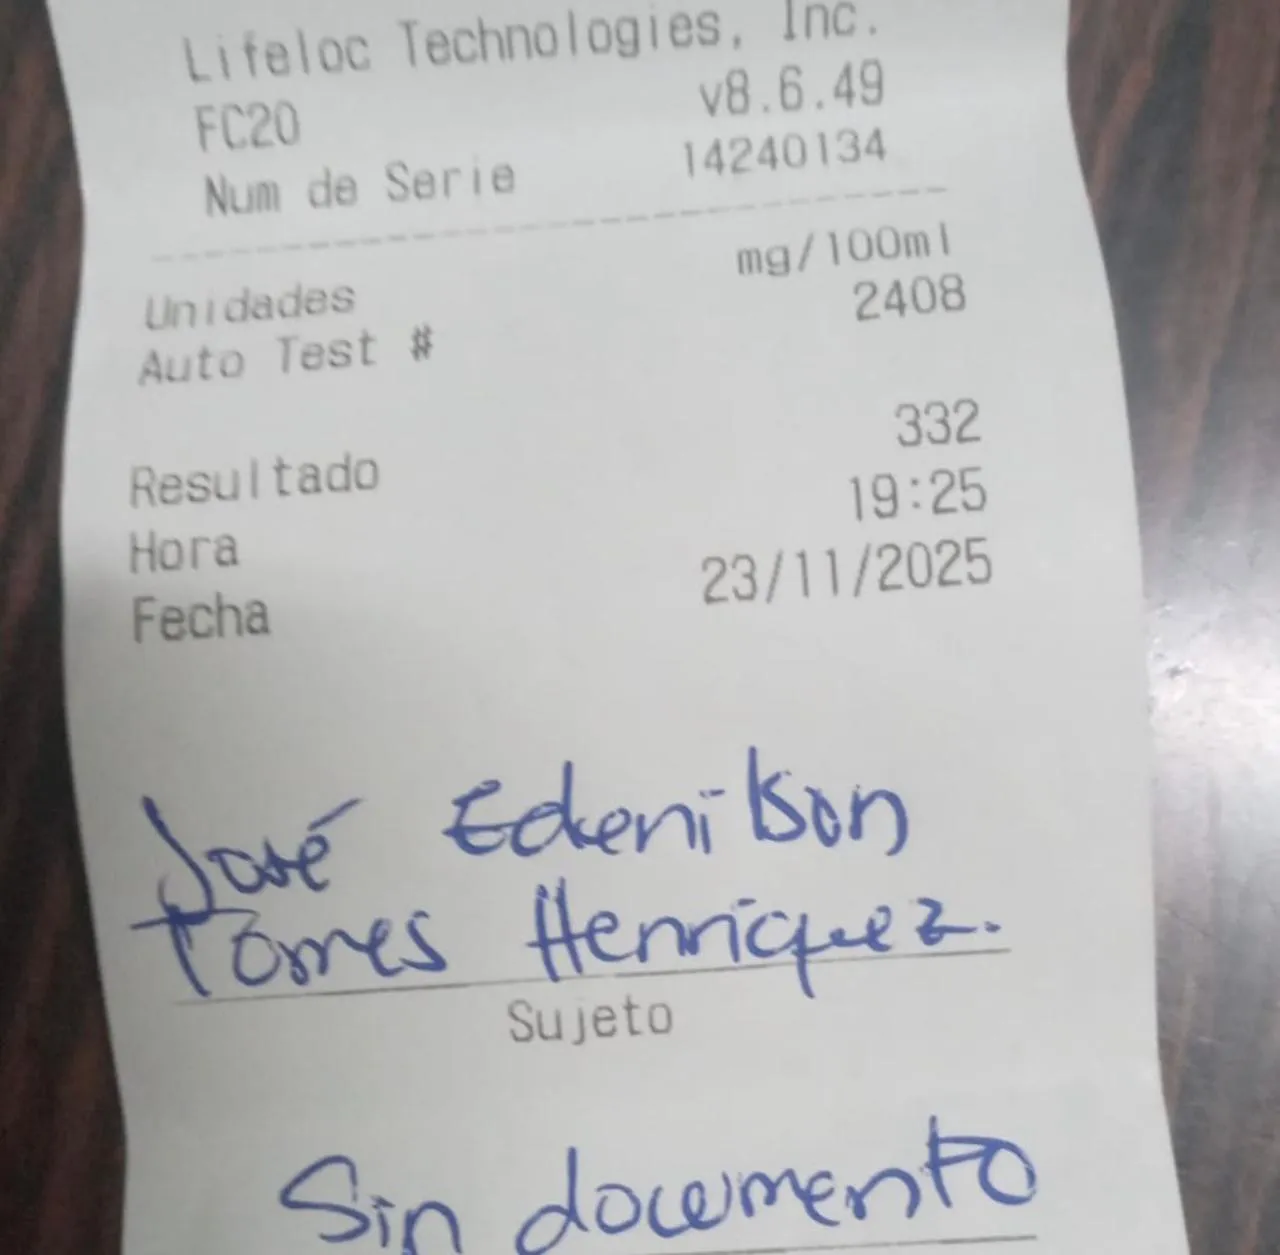 Lifeloc Technologies, Inc.
FC20 v8.6.49
Num de Serie 14240134
Unidades mg/100ml
Auto Test # 2408
Resultado 332
Hora 19:25
Fecha 23/11/2025
José Edenilson
Torres Henríquez.
Sujeto
Sin documento